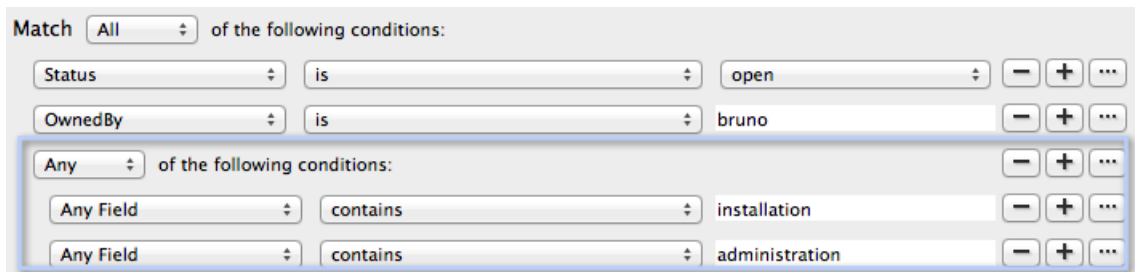 Match All of the following conditions:
Status is open − + ...
OwnedBy is bruno − + ...
Any of the following conditions: − + ...
Any Field contains installation − + ...
Any Field contains administration − + ...